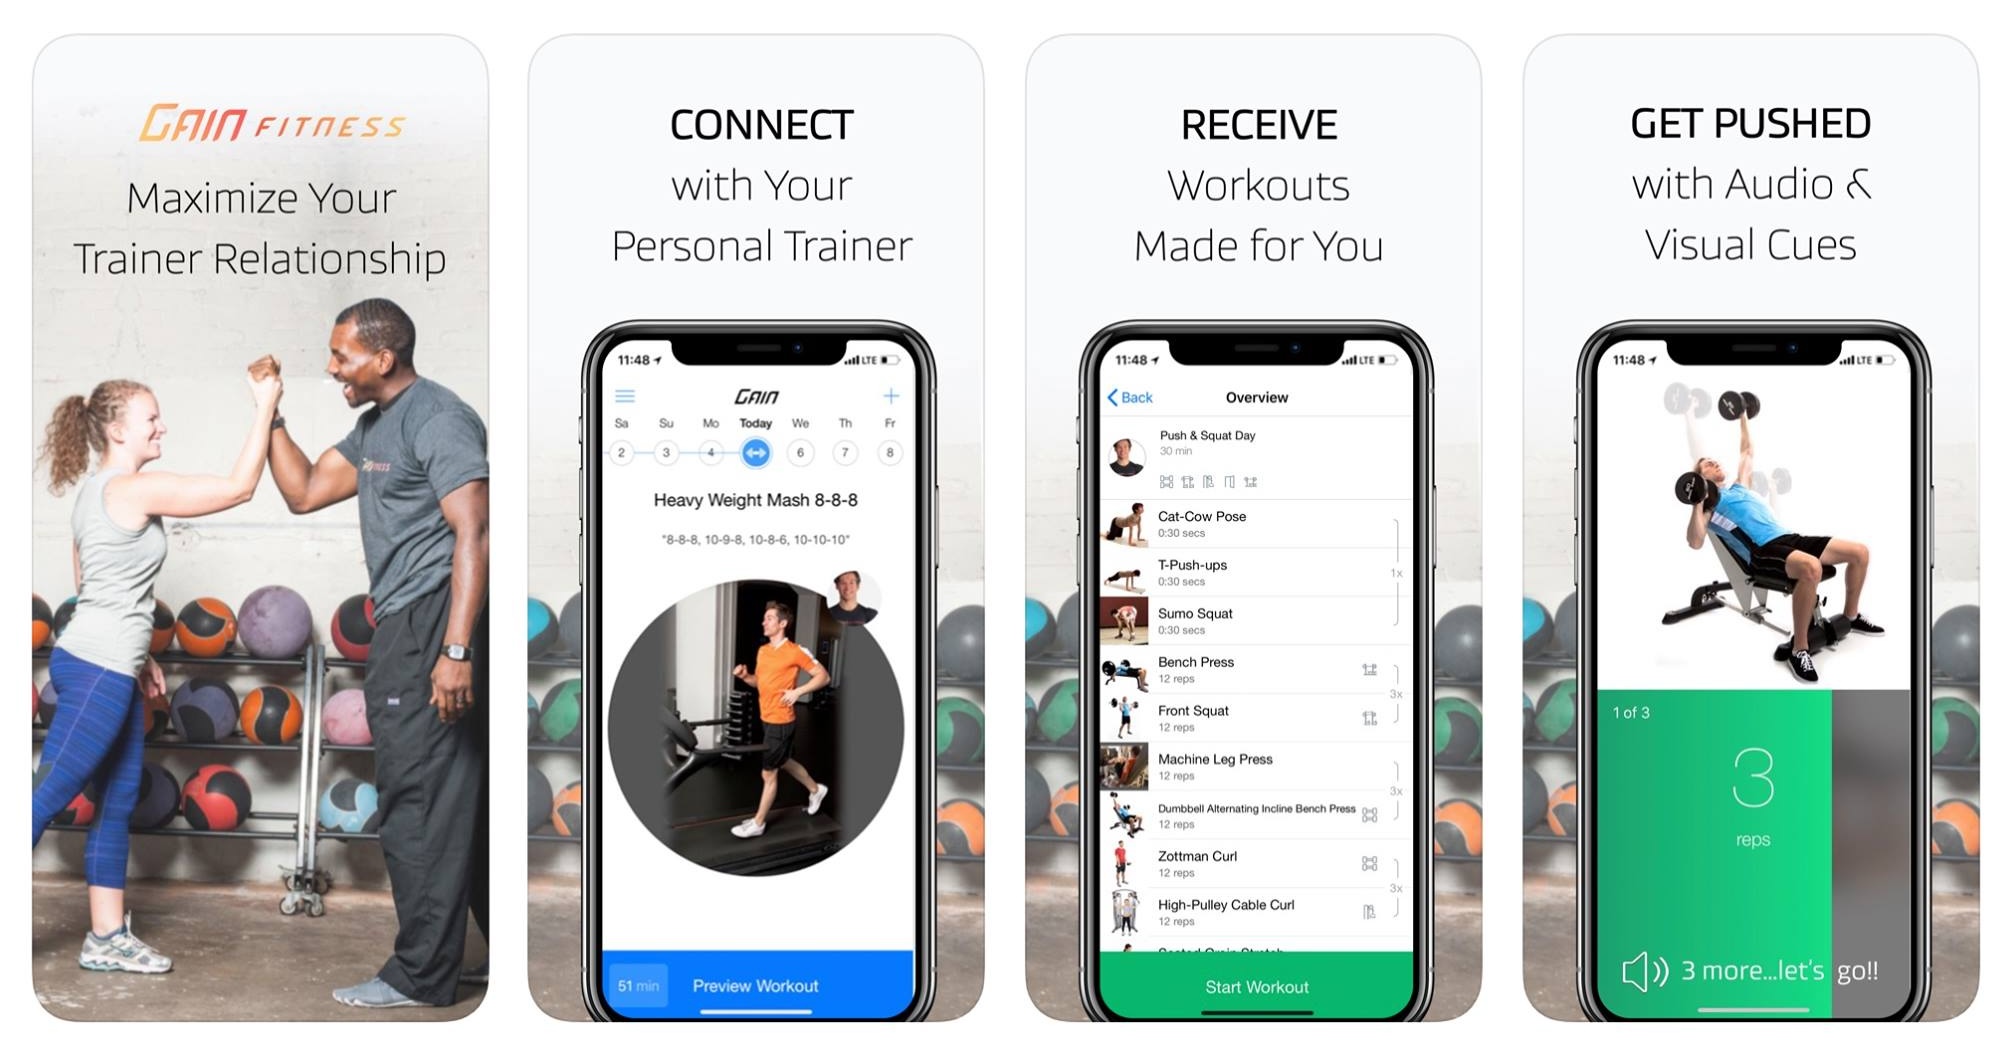 GAIN FITNESS
Maximize Your
Trainer Relationship
CONNECT
with Your
Personal Trainer
11:48
LTE
GAIN
Sa Su Mo Today We Th Fr
2 3 4 6 7 8
Heavy Weight Mash 8-8-8
"8-8-8, 10-9-8, 10-8-6, 10-10-10"
51 min
Preview Workout
RECEIVE
Workouts
Made for You
11:48
LTE
Back
Overview
Push & Squat Day
30 min
Cat-Cow Pose
0:30 secs
T-Push-ups
0:30 secs
1x
Sumo Squat
0:30 secs
Bench Press
12 reps
3x
Front Squat
12 reps
Machine Leg Press
12 reps
3x
Dumbbell Alternating Incline Bench Press
12 reps
Zottman Curl
12 reps
3x
High-Pulley Cable Curl
12 reps
Start Workout
GET PUSHED
with Audio &
Visual Cues
11:48
LTE
1 of 3
3
reps
3 more...let's go!!